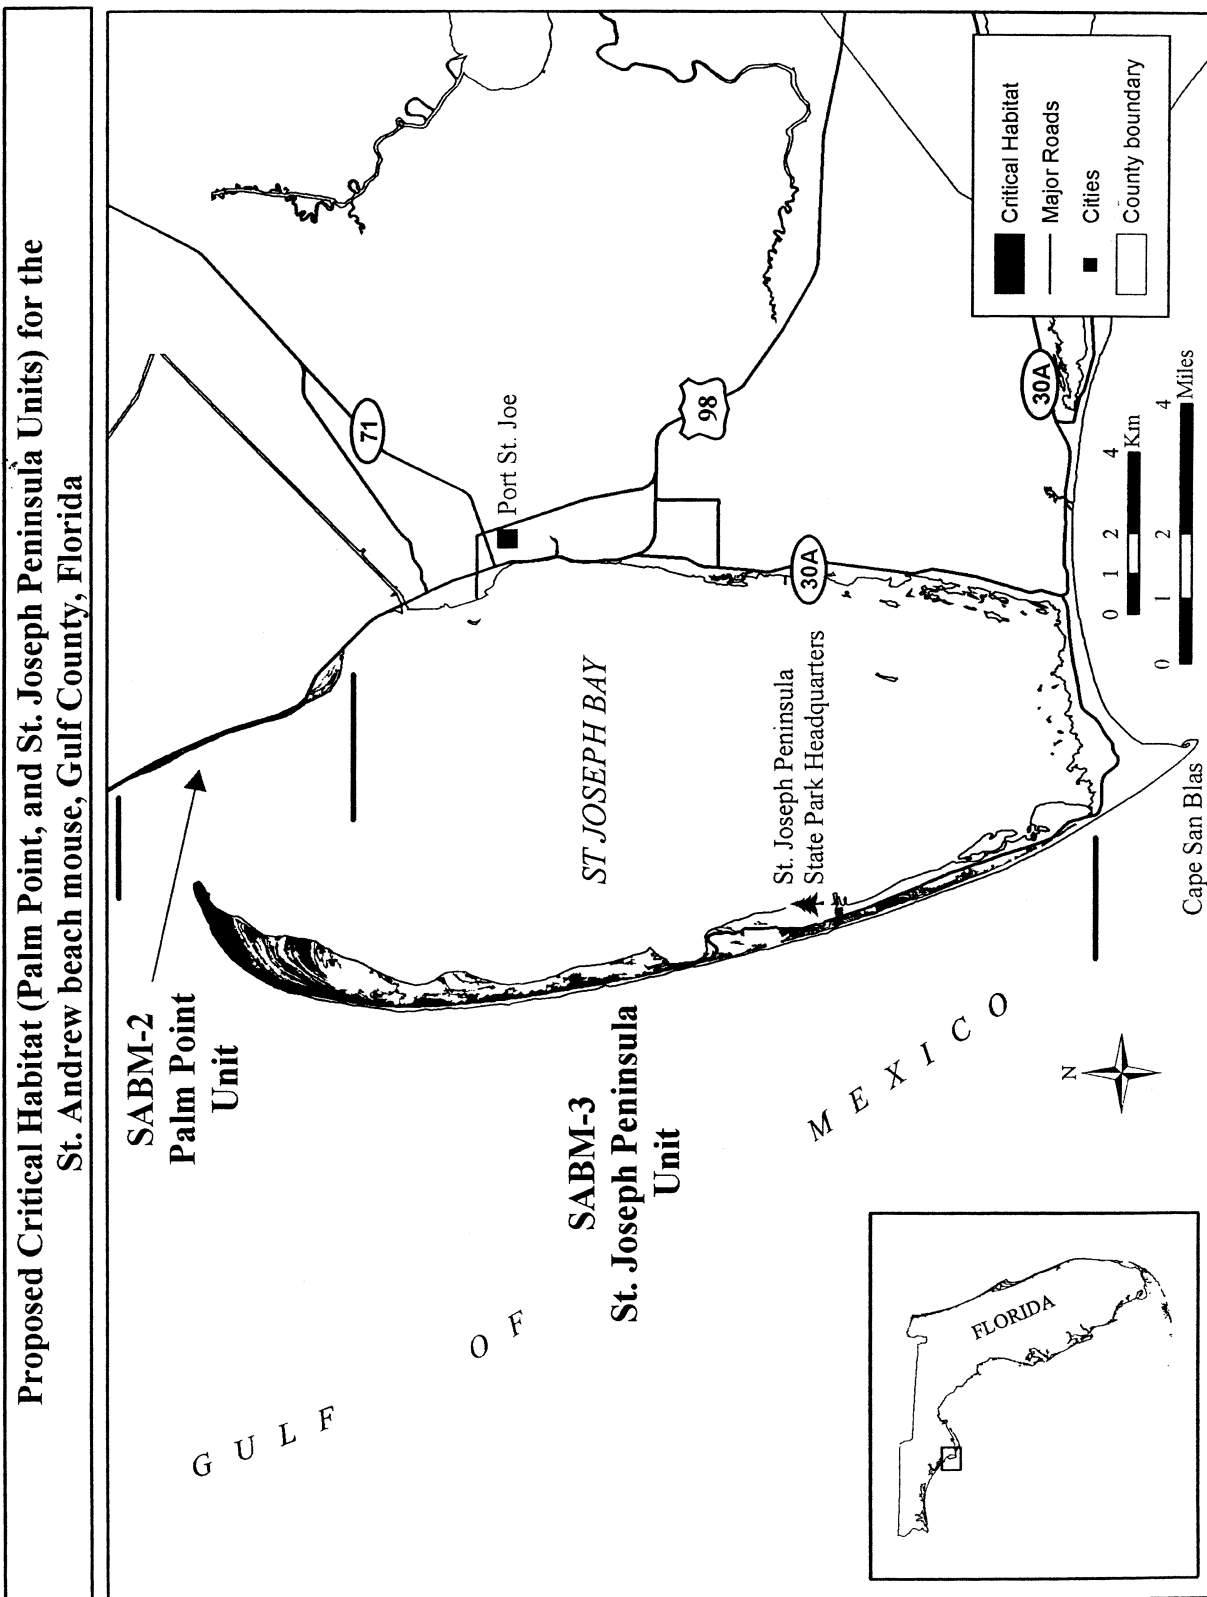 Proposed Critical Habitat (Palm Point, and St. Joseph Peninsula Units) for the
St. Andrew beach mouse, Gulf County, Florida
SABM-2
Palm Point
Unit
SABM-3
St. Joseph Peninsula
Unit
GULF
OF
MEXICO
ST JOSEPH BAY
St. Joseph Peninsula
State Park Headquarters
Port St. Joe
71
98
30A
30A
Cape San Blas
N
FLORIDA
Critical Habitat
Major Roads
Cities
County boundary
0 1 2 4
Km
0 1 2 4
Miles